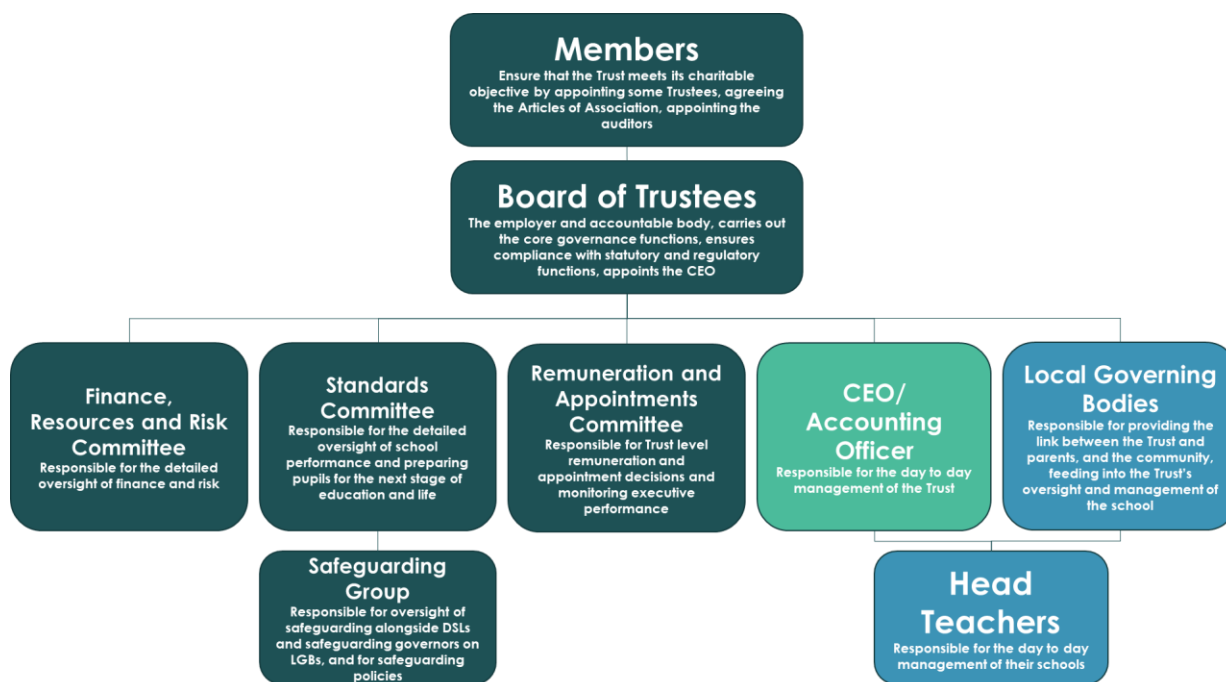 Members
Ensure that the Trust meets its charitable
objective by appointing some Trustees, agreeing
the Articles of Association, appointing the
auditors
Board of Trustees
The employer and accountable body, carries out
the core governance functions, ensures
compliance with statutory and regulatory
functions, appoints the CEO
Finance,
Resources and Risk
Committee
Responsible for the detailed
oversight of finance and risk
Standards
Committee
Responsible for the detailed
oversight of school
performance and preparing
pupils for the next stage of
education and life
Remuneration and
Appointments
Committee
Responsible for Trust level
remuneration and
appointment decisions and
monitoring executive
performance
CEO/
Accounting
Officer
Responsible for the day to day
management of the Trust
Local Governing
Bodies
Responsible for providing the
link between the Trust and
parents, and the community,
feeding into the Trust's
oversight and management of
the school
Safeguarding
Group
Responsible for oversight of
safeguarding alongside DSLs
and safeguarding governors on
LGBs, and for safeguarding
policies
Head
Teachers
Responsible for the day to day
management of their schools